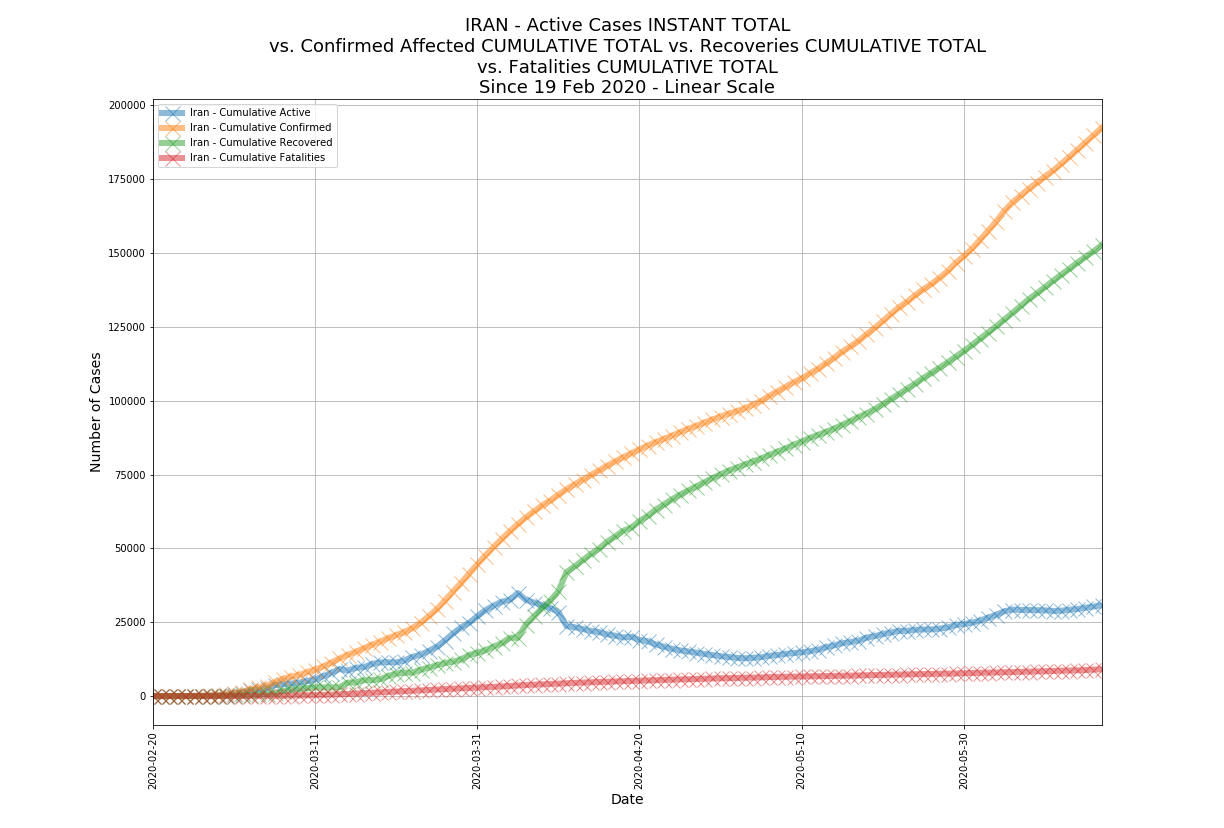 IRAN - Active Cases INSTANT TOTAL
vs. Confirmed Affected CUMULATIVE TOTAL vs. Recoveries CUMULATIVE TOTAL
vs. Fatalities CUMULATIVE TOTAL
Since 19 Feb 2020 - Linear Scale
Iran - Cumulative Active
Iran - Cumulative Confirmed
Iran - Cumulative Recovered
Iran - Cumulative Fatalities
200000
175000
150000
125000
100000
75000
50000
25000
0
Number of Cases
2020-02-20
2020-03-11
2020-03-31
2020-04-20
2020-05-10
2020-05-30
Date